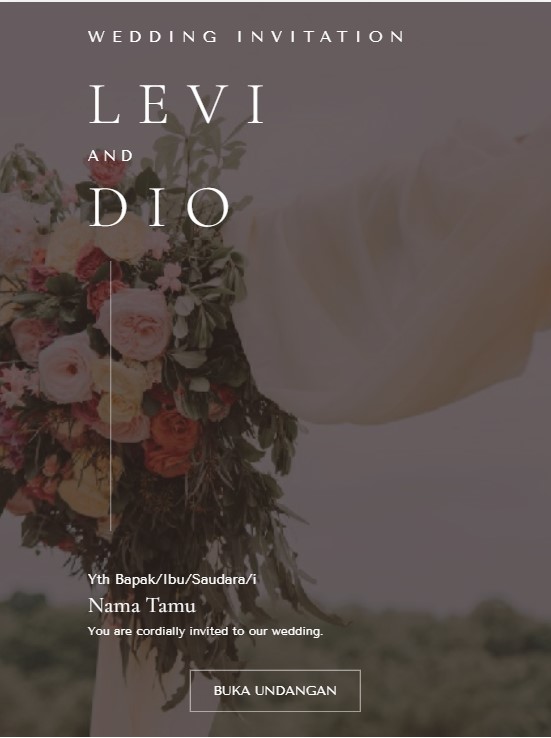 WEDDING INVITATION
LEVI
AND
DIO
Yth Bapak/Ibu/Saudara/i
Nama Tamu
You are cordially invited to our wedding.
BUKA UNDANGAN